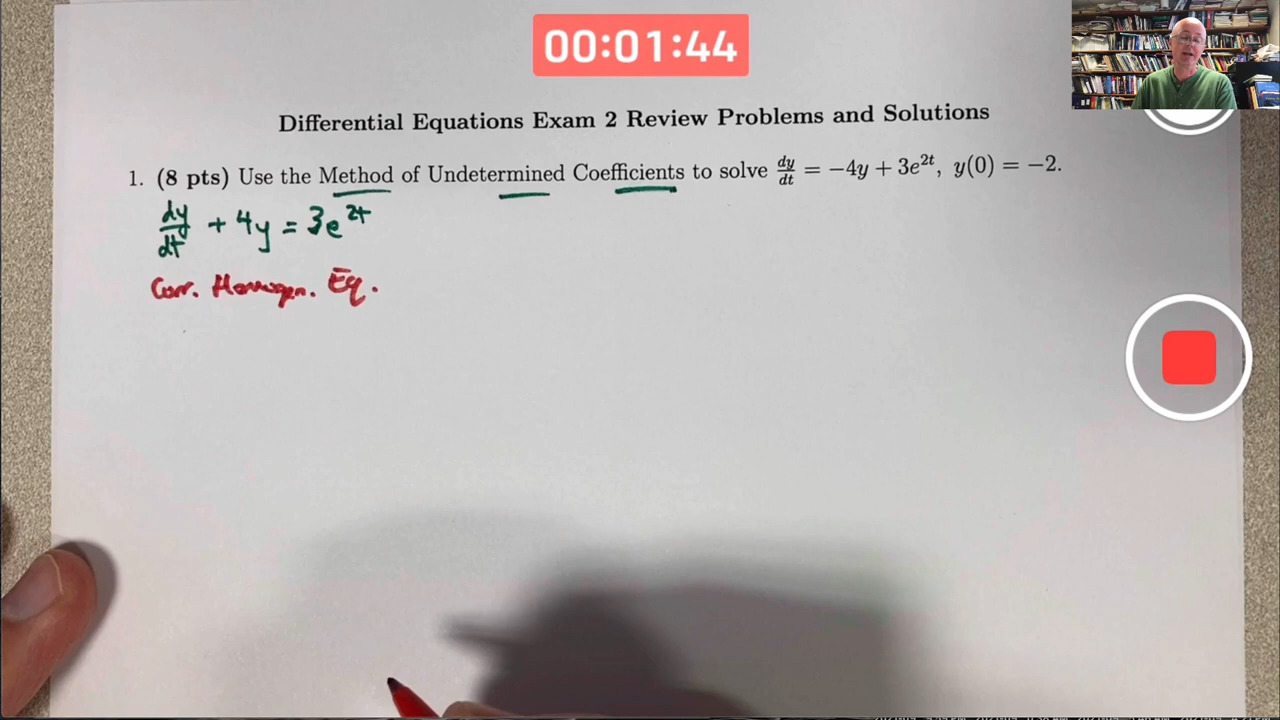 00:01:44
Differential Equations Exam 2 Review Problems and Solutions
1. (8 pts) Use the Method of Undetermined Coefficients to solve dy/dt = −4y + 3e^{2t}, y(0) = −2.
dy/dt + 4y = 3e^{2t}
Corr. Homogen. Eq.